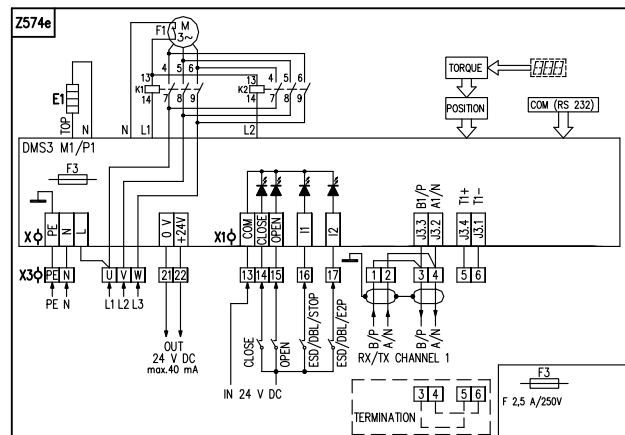 Z574e
F1
M
3~
4 5 6
13
K1
14
7 8 9
13
K2
14
4 5 6
7 8 9
E1
TOP
N
N
L1
L2
TORQUE
POSITION
COM (RS 232)
DMS3 M1/P1
F3
X
PE
N
L
0 V
+24V
X1
COM
CLOSE
OPEN
I1
I2
B1/P
A1/N
T1+
T1-
J3.3
J3.2
J3.4
J3.1
X3
PE N
U V W
21 22
13 14 15
16
17
1 2
3 4
5 6
PE N
L1 L2 L3
OUT
24 V DC
max.40 mA
CLOSE
OPEN
ESD/DBL/STOP
ESD/DBL/E2P
IN 24 V DC
B/P
A/N
B/P
A/N
RX/TX CHANNEL 1
TERMINATION
3 4
5 6
F3
F 2,5 A/250V